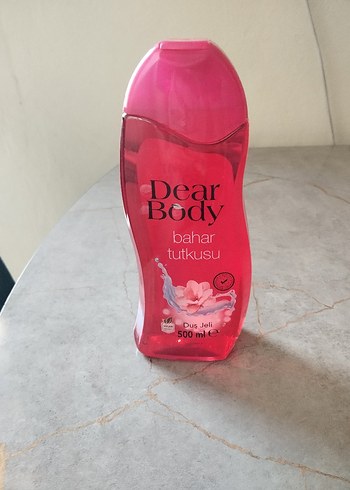 Dear
Body
bahar
tutkusu
Duş Jeli
500 ml e